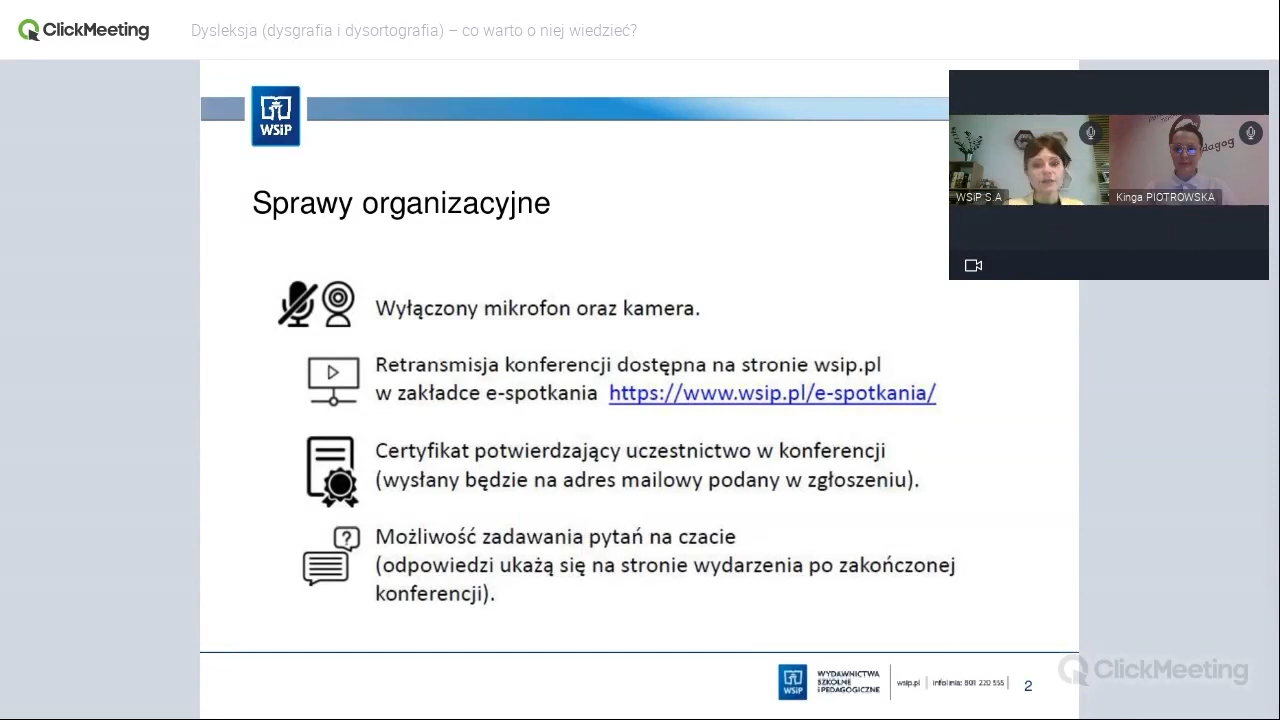 ClickMeeting
Dysleksja (dysgrafia i dysortografia) – co warto o niej wiedzieć?
WSiP
Sprawy organizacyjne
WSiP S.A
Kinga PIOTROWSKA
Wyłączony mikrofon oraz kamera.
Retransmisja konferencji dostępna na stronie wsip.pl
w zakładce e-spotkania https://www.wsip.pl/e-spotkania/
Certyfikat potwierdzający uczestnictwo w konferencji
(wysłany będzie na adres mailowy podany w zgłoszeniu).
?
Możliwość zadawania pytań na czacie
(odpowiedzi ukażą się na stronie wydarzenia po zakończonej
konferencji).
WSiP
WYDAWNICTWA
SZKOLNE
i PEDAGOGICZNE
wsip.pl | infolinia: 801 220 555 |
2
ClickMeeting